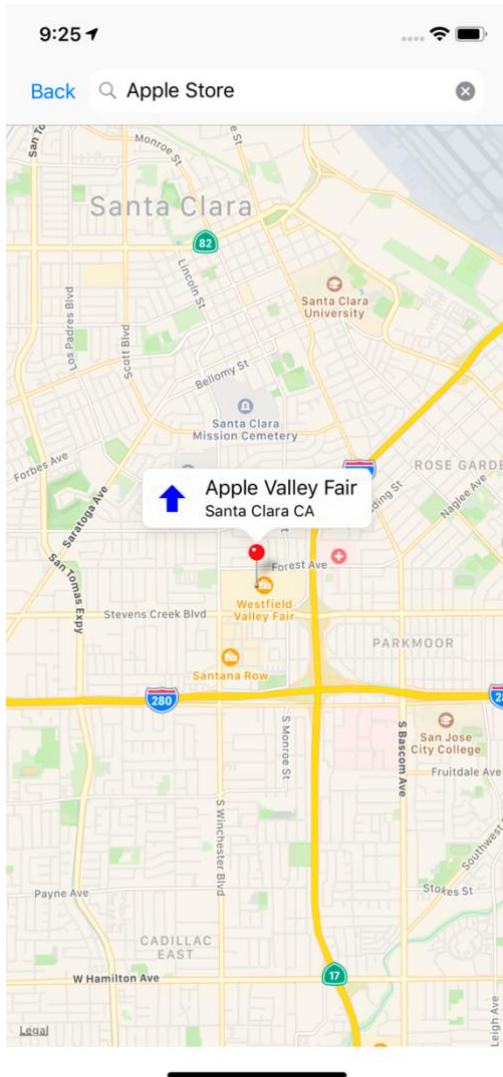 9:25
Back
Apple Store
Monroe St
Santa Clara
82
Lincoln St
Santa Clara
University
Los Padres Blvd
Scott Blvd
Bellomy St
Santa Clara
Mission Cemetery
Forbes Ave
ROSE GARDE
Naglee Ave
Saratoga Ave
Apple Valley Fair
Santa Clara CA
San Tomas Expy
Forest Ave
Westfield
Valley Fair
Stevens Creek Blvd
PARKMOOR
Santana Row
280
S Monroe St
S Bascom Ave
San Jose
City College
Fruitdale Ave
S Winchester Blvd
Southwest
Payne Ave
Stokes St
CADILLAC
EAST
W Hamilton Ave
17
Legal
Leigh Ave